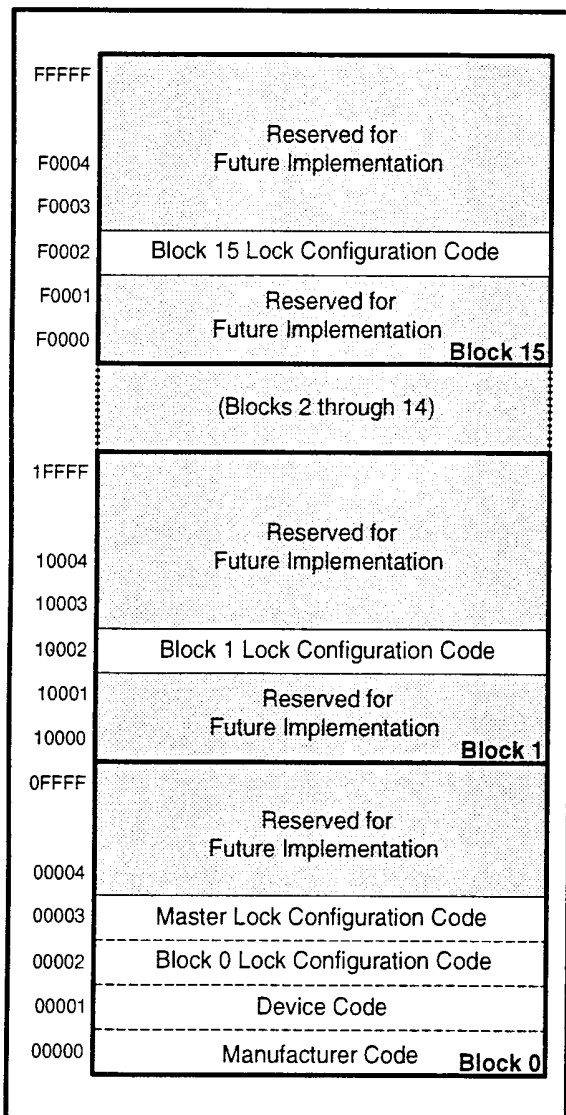 FFFFF
Reserved for
F0004 Future Implementation
F0003
F0002 Block 15 Lock Configuration Code
F0001 Reserved for
Future Implementation
F0000 Block 15
(Blocks 2 through 14)
1FFFF
Reserved for
10004 Future Implementation
10003
10002 Block 1 Lock Configuration Code
10001 Reserved for
Future Implementation
10000 Block 1
0FFFF
Reserved for
Future Implementation
00004
00003 Master Lock Configuration Code
00002 Block 0 Lock Configuration Code
00001 Device Code
00000 Manufacturer Code Block 0